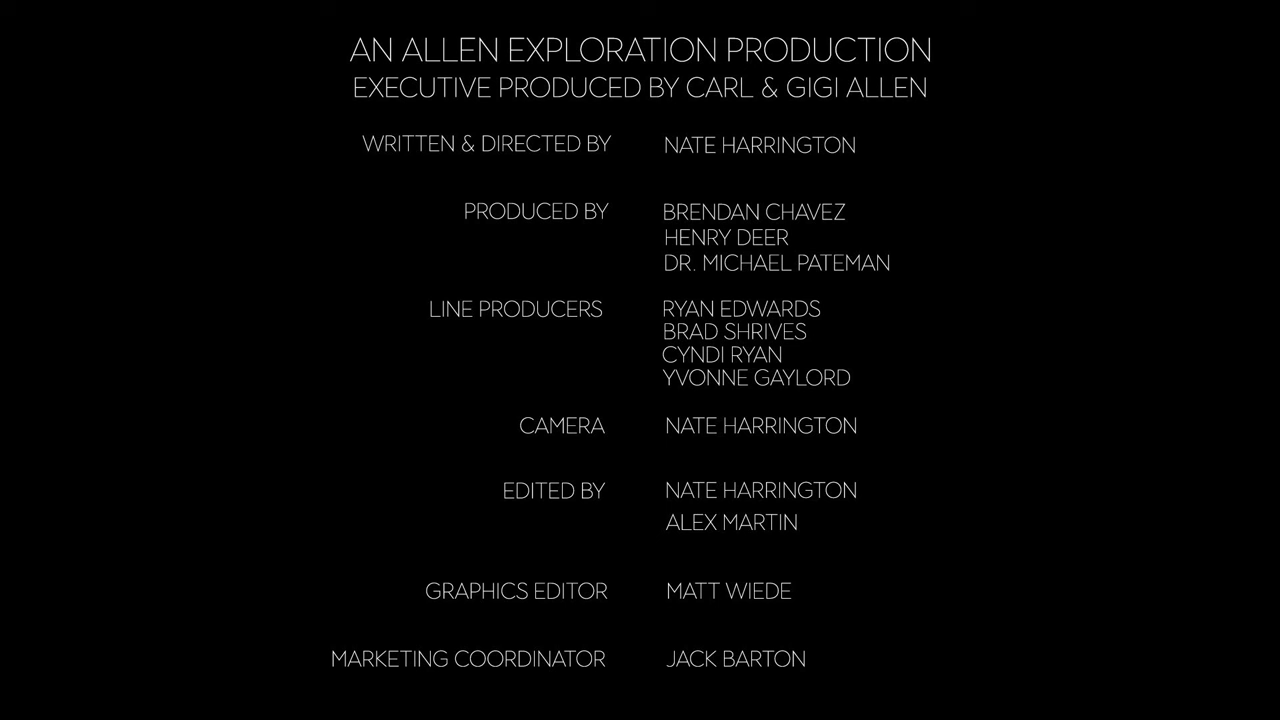 AN ALLEN EXPLORATION PRODUCTION
EXECUTIVE PRODUCED BY CARL & GIGI ALLEN
WRITTEN & DIRECTED BY NATE HARRINGTON
PRODUCED BY BRENDAN CHAVEZ
HENRY DEER
DR. MICHAEL PATEMAN
LINE PRODUCERS RYAN EDWARDS
BRAD SHRIVES
CYNDI RYAN
YVONNE GAYLORD
CAMERA NATE HARRINGTON
EDITED BY NATE HARRINGTON
ALEX MARTIN
GRAPHICS EDITOR MATT WIEDE
MARKETING COORDINATOR JACK BARTON